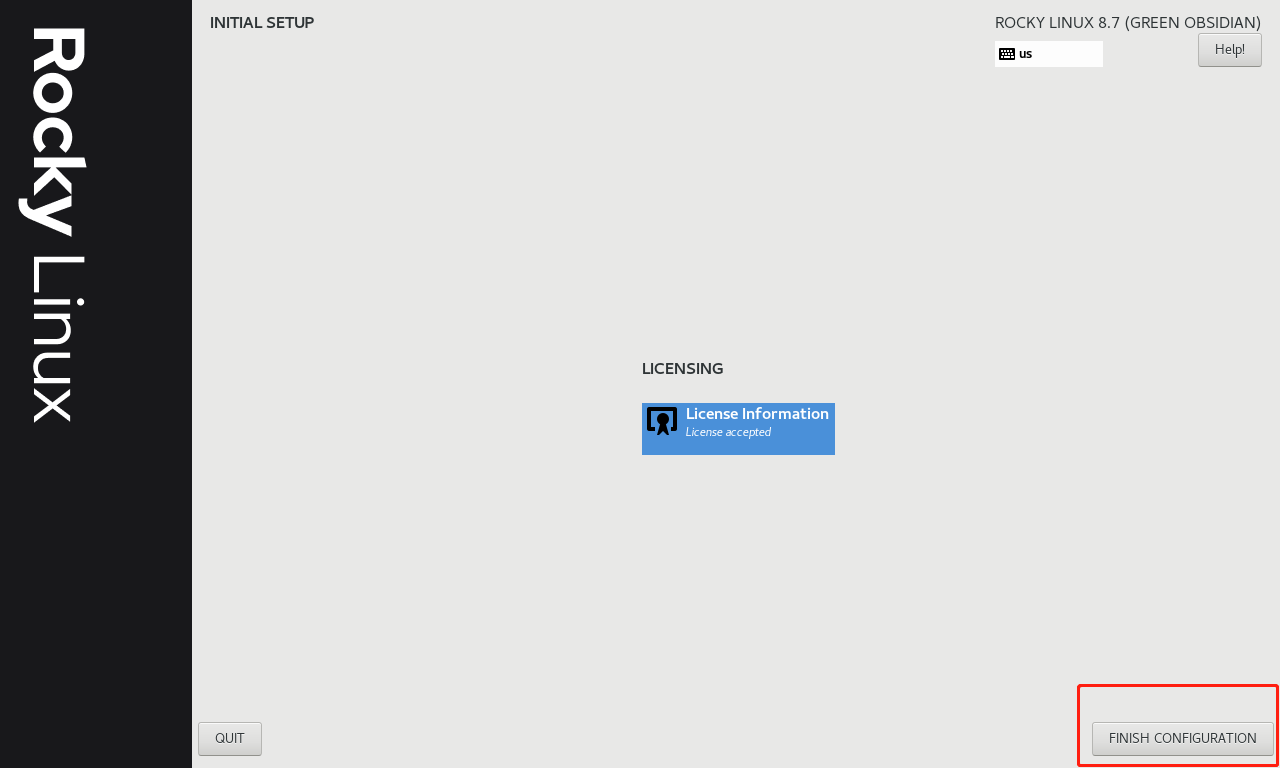 Rocky Linux
INITIAL SETUP
ROCKY LINUX 8.7 (GREEN OBSIDIAN)
us
Help!
LICENSING
License Information
License accepted
QUIT
FINISH CONFIGURATION